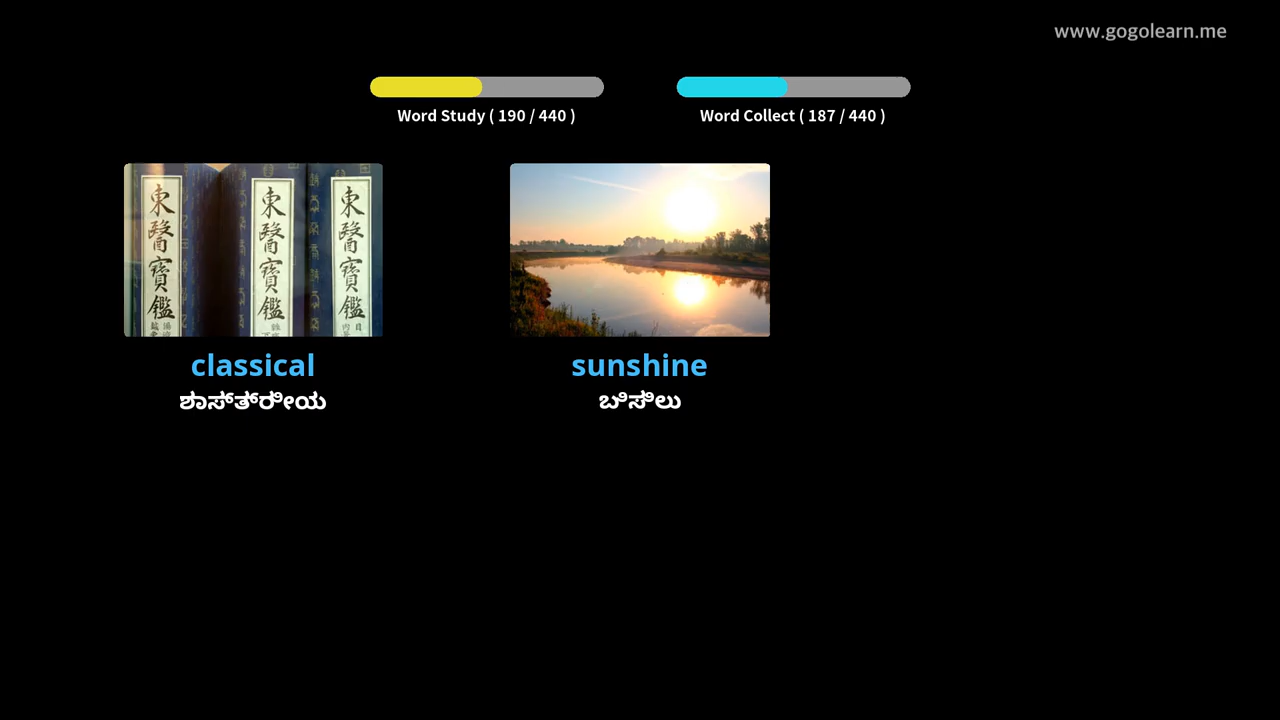 www.gogolearn.me
Word Study ( 190 / 440 )
Word Collect ( 187 / 440 )
東醫寶鑑
東醫寶鑑
東醫寶鑑
classical
ಶಾಸ್ತ್ರೀಯ
sunshine
ಬಿಸಿಲು